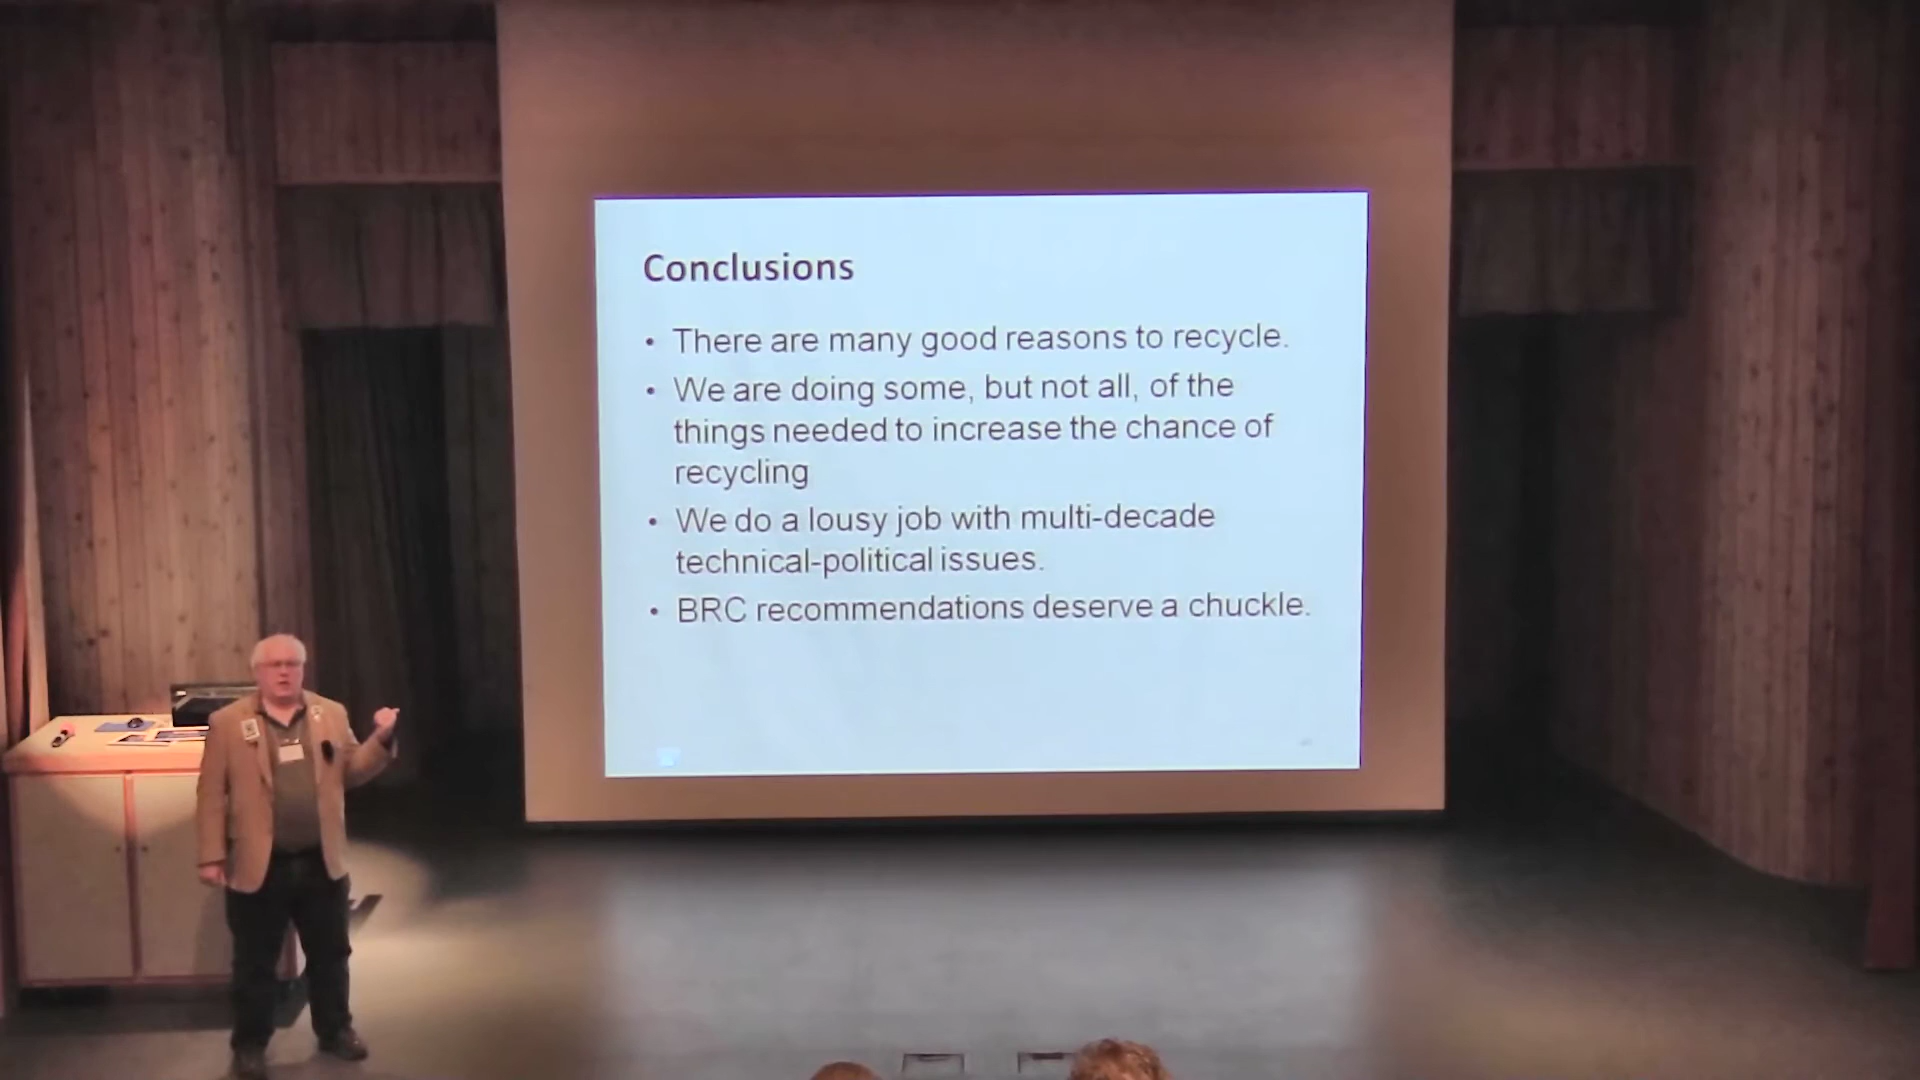 Conclusions
• There are many good reasons to recycle.
• We are doing some, but not all, of the
things needed to increase the chance of
recycling
• We do a lousy job with multi-decade
technical-political issues.
• BRC recommendations deserve a chuckle.